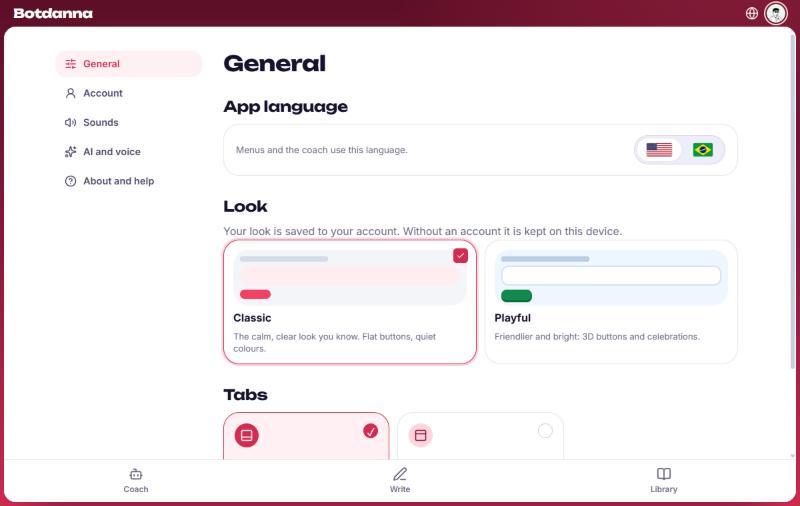 Botdanna
General
Account
Sounds
AI and voice
About and help
General
App language
Menus and the coach use this language.
Look
Your look is saved to your account. Without an account it is kept on this device.
Classic
The calm, clear look you know. Flat buttons, quiet
colours.
Playful
Friendlier and bright: 3D buttons and celebrations.
Tabs
Coach
Write
Library